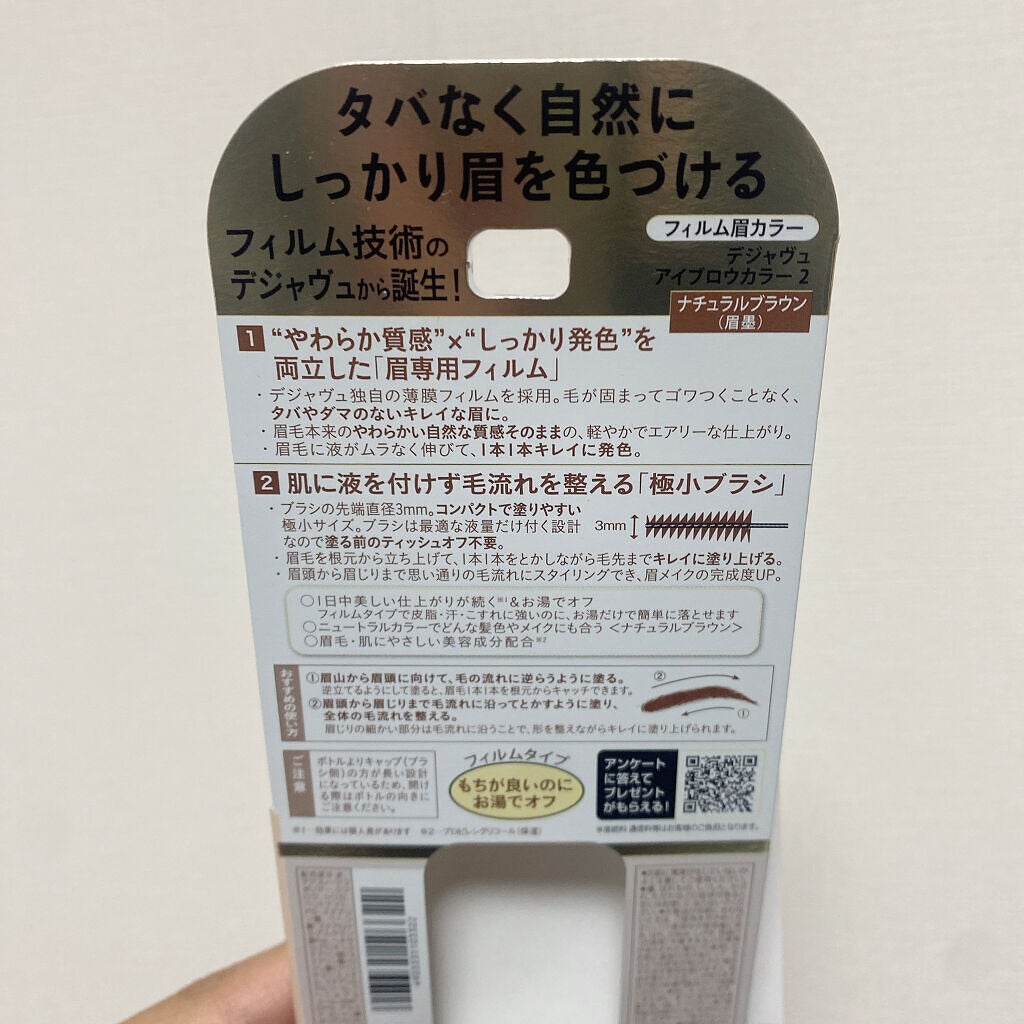 タバなく自然に
しっかり眉を色づける
フィルム技術の
デジャヴュから誕生!
フィルム眉カラー
デジャヴュ
アイブロウカラー 2
ナチュラルブラウン
(眉墨)
1 “やわらか質感”×“しっかり発色”を
両立した「眉専用フィルム」
・デジャヴュ独自の薄膜フィルムを採用。毛が固まってゴワつくことなく、
タバやダマのないキレイな眉に。
・眉毛本来のやわらかい自然な質感そのままの、軽やかでエアリーな仕上がり。
・眉毛に液がムラなく伸びて、1本1本キレイに発色。
2 肌に液を付けず毛流れを整える「極小ブラシ」
・ブラシの先端直径3mm。コンパクトで塗りやすい
極小サイズ。ブラシは最適な液量だけ付く設計
なので塗る前のティッシュオフ不要。
3mm
・眉毛を根元から立ち上げて、1本1本をとかしながら毛先までキレイに塗り上げる。
・眉頭から眉じりまで思い通りの毛流れにスタイリングでき、眉メイクの完成度UP。
○1日中美しい仕上がりが続く※1&お湯でオフ
フィルムタイプで皮脂・汗・こすれに強いのに、お湯だけで簡単に落とせます
○ニュートラルカラーでどんな髪色やメイクにも合う <ナチュラルブラウン>
○眉毛・肌にやさしい美容成分配合※2
おすすめの使い方
①眉山から眉頭に向けて、毛の流れに逆らうように塗る。
逆立てるようにして塗ると、眉毛1本1本を根元からキャッチできます。
②眉頭から眉じりまで毛流れに沿ってとかすように塗り、
全体の毛流れを整える。
眉じりの細かい部分は毛流れに沿うことで、形を整えながらキレイに塗り上げられます。
②
①
ご注意
ボトルよりキャップ(ブラ
シ側)の方が長い設計
になっているため、開け
る際はボトルの向きに
ご注意ください。
フィルムタイプ
もちが良いのに
お湯でオフ
アンケート
に答えて
プレゼント
がもらえる!
※1…効果には個人差があります ※2…プロピレングリコール(保湿)
※接続料・通信料等はお客様のご負担となります。